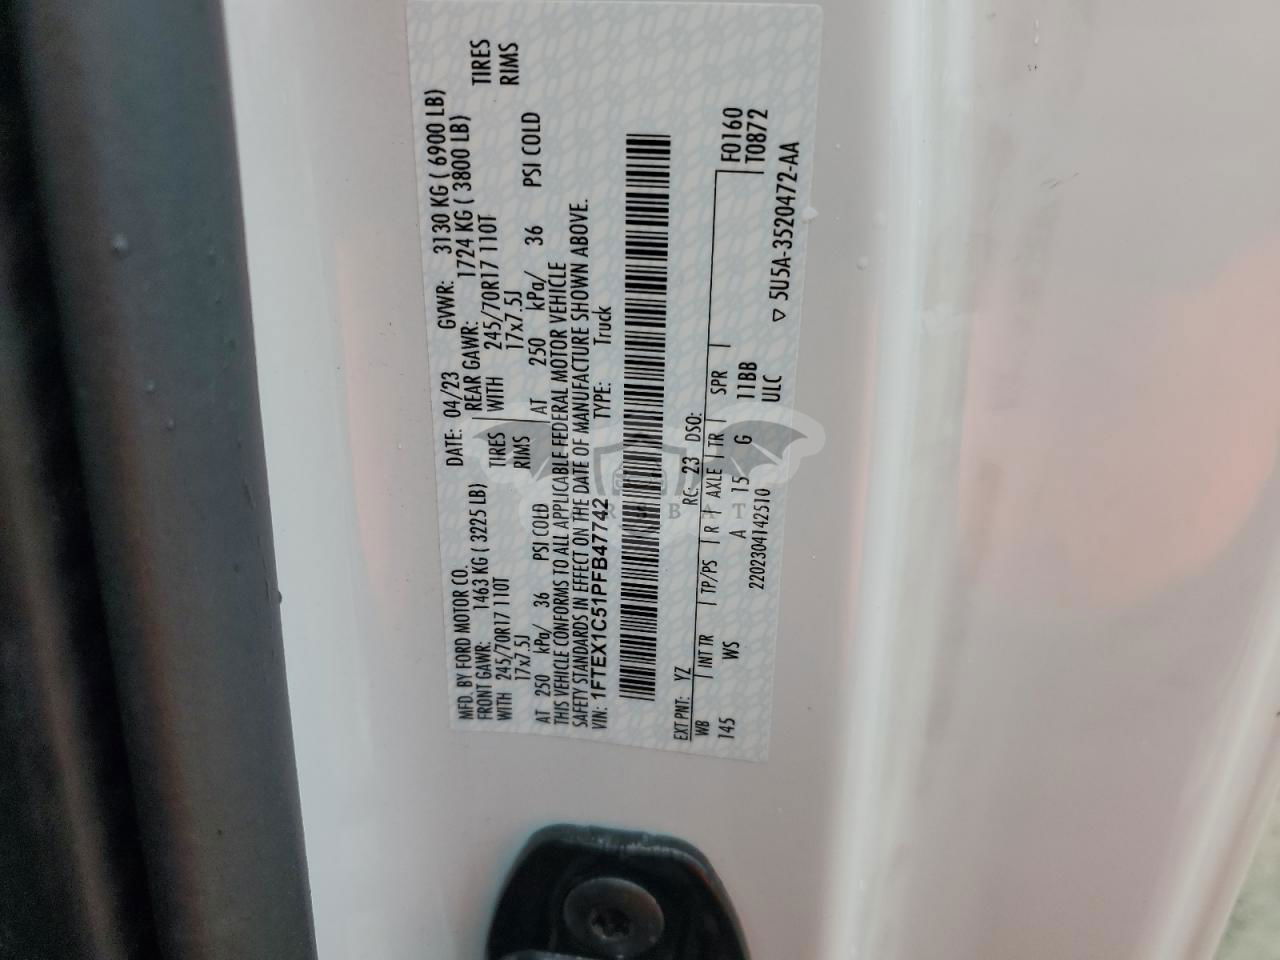 MFD. BY FORD MOTOR CO. DATE: 04/23 GVWR: 3130 KG ( 6900 LB)
FRONT GAWR: 1463 KG ( 3225 LB) REAR GAWR: 1724 KG ( 3800 LB)
WITH 245/70R17 110T TIRES WITH 245/70R17 110T TIRES
17x7.5J RIMS 17x7.5J RIMS
AT 250 kPa/ 36 PSI COLD AT 250 kPa/ 36 PSI COLD
THIS VEHICLE CONFORMS TO ALL APPLICABLE FEDERAL MOTOR VEHICLE
SAFETY STANDARDS IN EFFECT ON THE DATE OF MANUFACTURE SHOWN ABOVE.
VIN: 1FTEX1C51PFB47742 TYPE: Truck
EXT PNT: YZ RC: 23 DSO:
WB INT TR TP/PS R AXLE TR SPR F0160
145 WS A 15 G 11BB T0872
2202304142510 ULC
▽ 5U5A-3520472-AA